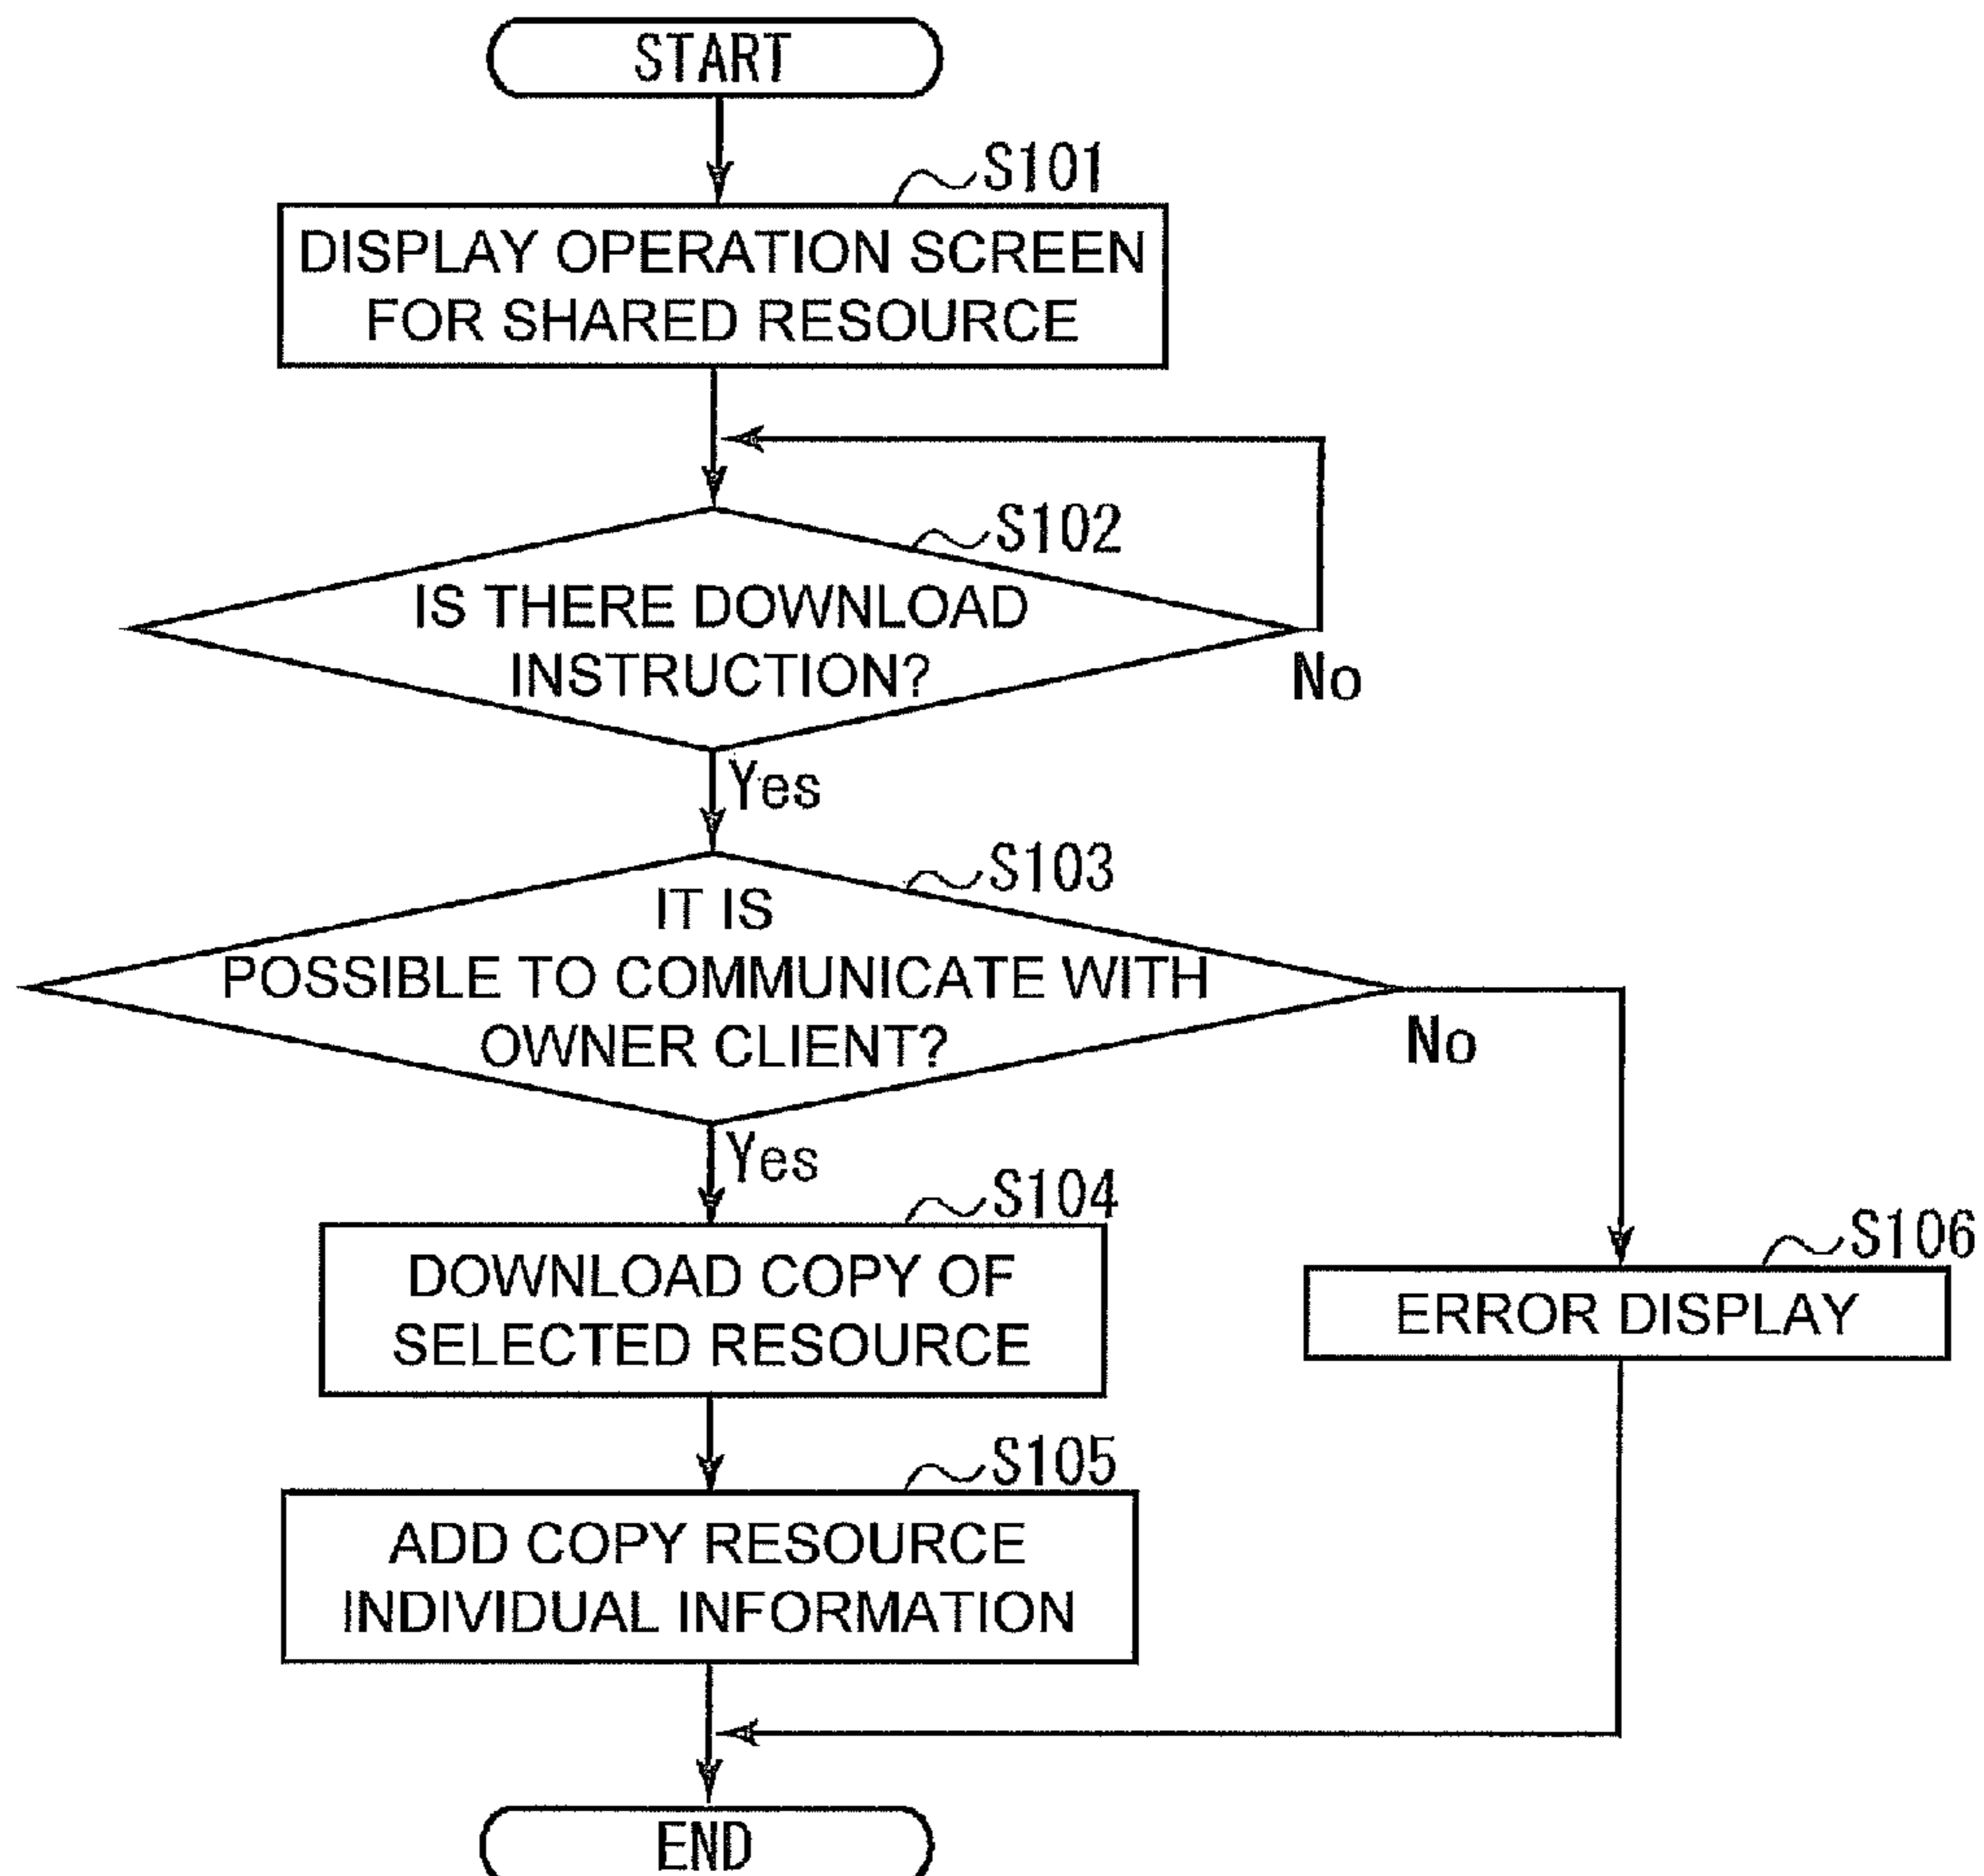 START
S101
DISPLAY OPERATION SCREEN
FOR SHARED RESOURCE
S102
IS THERE DOWNLOAD
INSTRUCTION?
No
Yes
S103
IT IS
POSSIBLE TO COMMUNICATE WITH
OWNER CLIENT?
No
Yes
S104
DOWNLOAD COPY OF
SELECTED RESOURCE
S106
ERROR DISPLAY
S105
ADD COPY RESOURCE
INDIVIDUAL INFORMATION
END